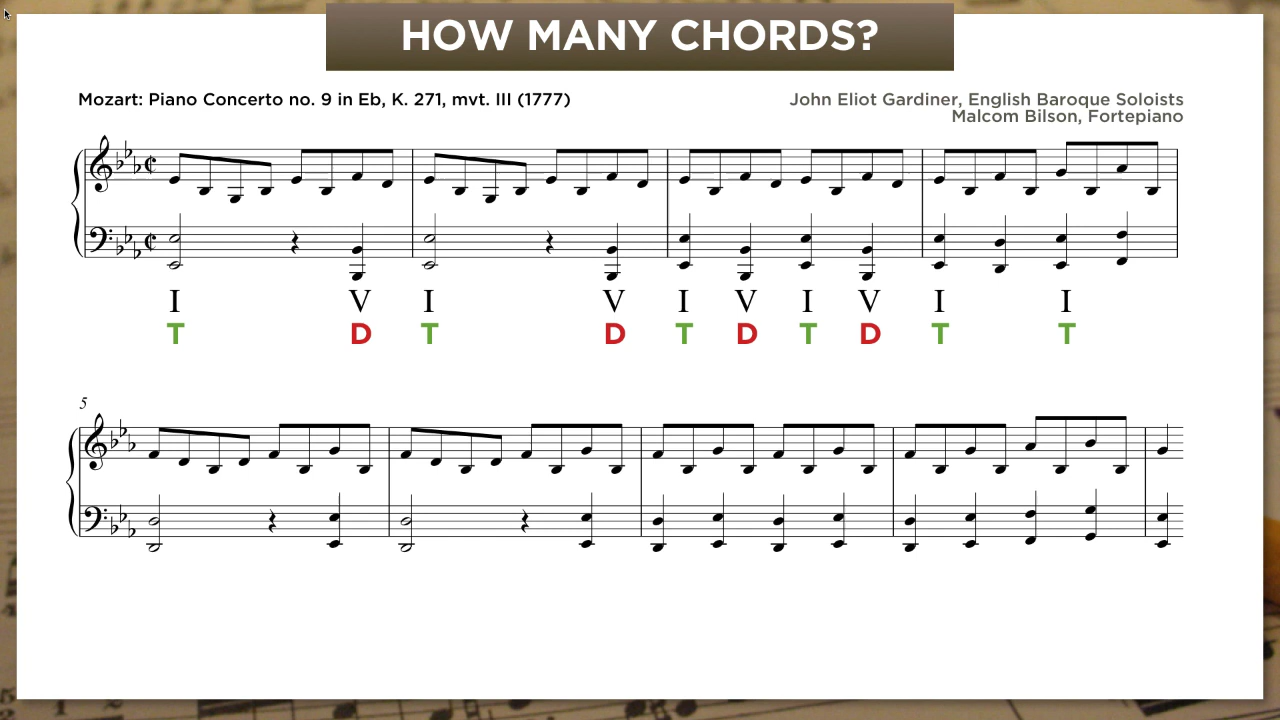 HOW MANY CHORDS?
Mozart: Piano Concerto no. 9 in Eb, K. 271, mvt. III (1777)
John Eliot Gardiner, English Baroque Soloists
Malcom Bilson, Fortepiano
I V I V I V I V I I
T D T D T D T D T T
5